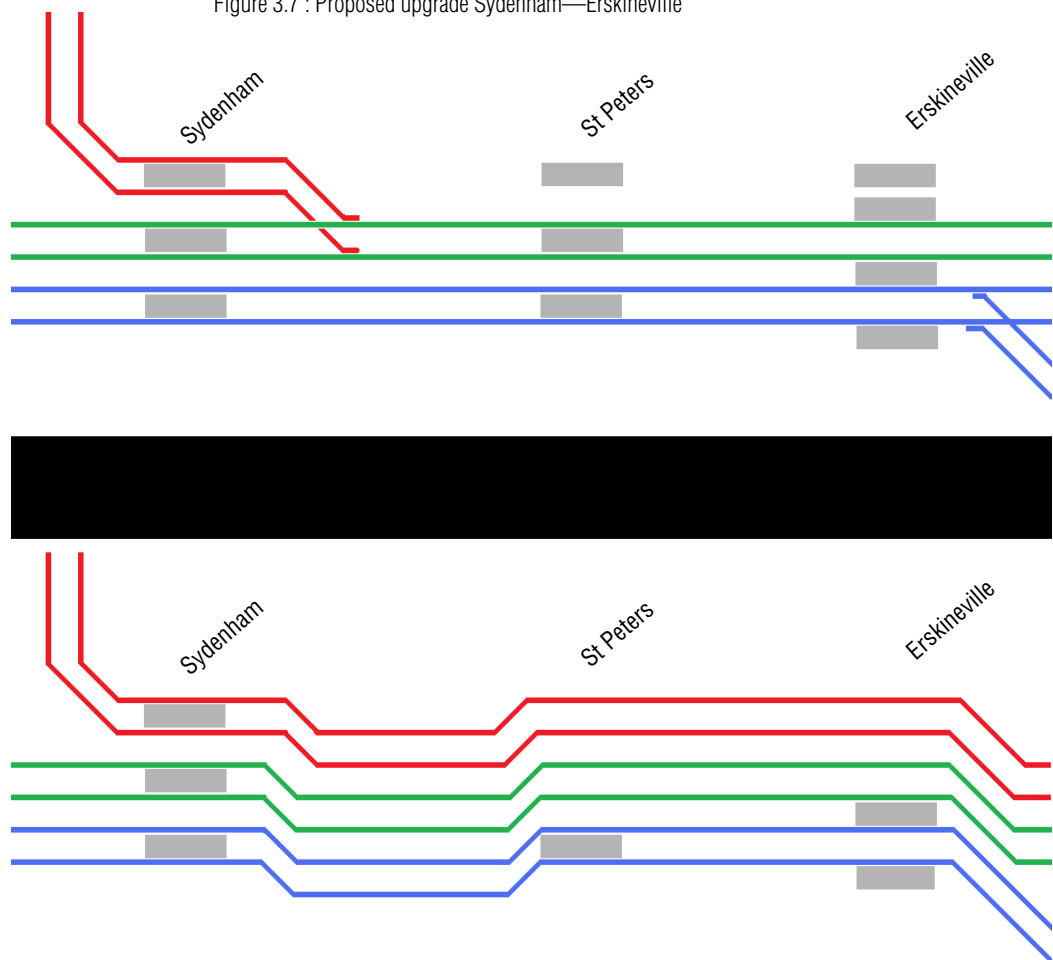 Figure 3.7 : Proposed upgrade Sydenham—Erskineville
Sydenham
St Peters
Erskineville
Sydenham
St Peters
Erskineville